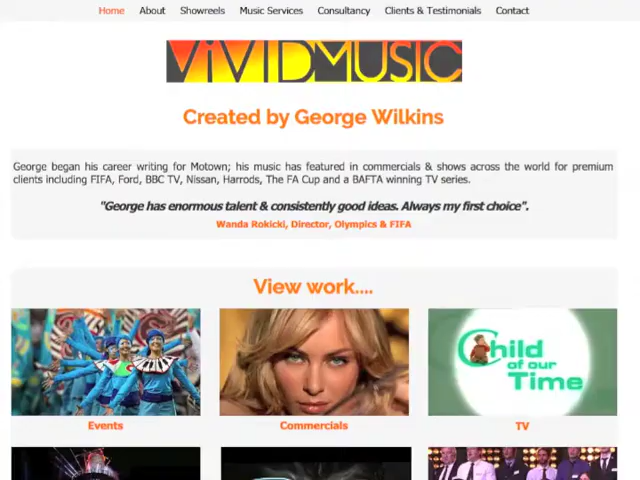 Home About Showreels Music Services Consultancy Clients & Testimonials Contact
ViVIDMUSIC
Created by George Wilkins
George began his career writing for Motown; his music has featured in commercials & shows across the world for premium
clients including FIFA, Ford, BBC TV, Nissan, Harrods, The FA Cup and a BAFTA winning TV series.
"George has enormous talent & consistently good ideas. Always my first choice".
Wanda Rokicki, Director, Olympics & FIFA
View work....
Child
of our
Time
Events Commercials TV